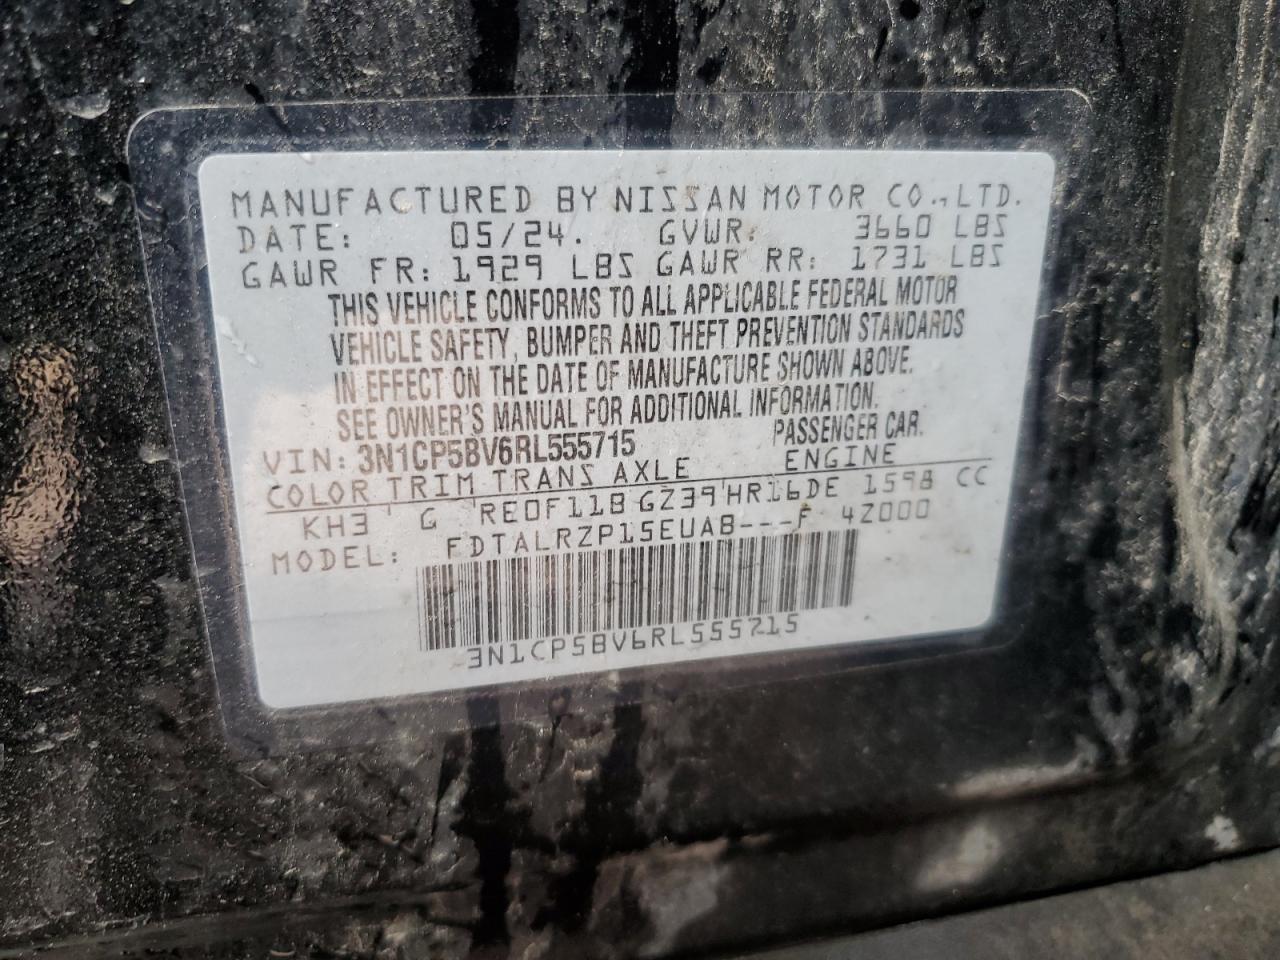 MANUFACTURED BY NISSAN MOTOR CO., LTD.
DATE: 05/24. GVWR: 3660 LBS
GAWR FR: 1929 LBS GAWR RR: 1731 LBS
THIS VEHICLE CONFORMS TO ALL APPLICABLE FEDERAL MOTOR
VEHICLE SAFETY, BUMPER AND THEFT PREVENTION STANDARDS
IN EFFECT ON THE DATE OF MANUFACTURE SHOWN ABOVE.
SEE OWNER'S MANUAL FOR ADDITIONAL INFORMATION.
VIN: 3N1CP5BV6RL555715 PASSENGER CAR.
COLOR TRIM TRANS AXLE ENGINE
KH3 G RE0F11B GZ39 HR16DE 1598 CC
MODEL: FDTALRZP15EUAB---F 4Z000
3N1CP5BV6RL555715